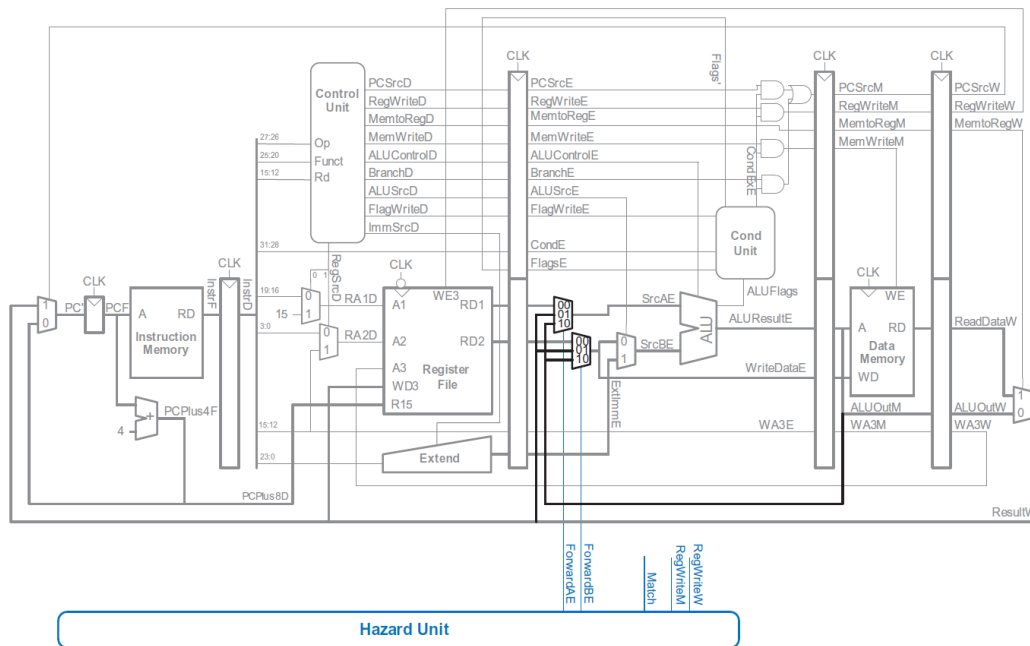 CLK
CLK
CLK
Flags'
Control
Unit
PCSrcD
PCSrcE
PCSrcM
PCSrcW
RegWriteD
RegWriteE
RegWriteM
RegWriteW
MemtoRegD
MemtoRegE
MemtoRegM
MemtoRegW
27:26
Op
MemWriteD
MemWriteE
MemWriteM
25:20
Funct
ALUControlD
ALUControlE
15:12
Rd
BranchD
BranchE
CondExE
ALUSrcD
ALUSrcE
FlagWriteD
FlagWriteE
ImmSrcD
Cond
Unit
31:28
CondE
FlagsE
CLK
CLK
RegSrcD
0 1
CLK
CLK
InstrF
InstrD
19:16
0
15
1
RA1D
A1
WE3
RD1
00
01
10
SrcAE
ALUFlags
WE
1
0
PC'
PCF
A
RD
Instruction
Memory
3:0
0
1
RA2D
A2
RD2
00
01
10
0
1
SrcBE
ALU
ALUResultE
A
RD
Data
Memory
ReadDataW
A3
Register
File
WD3
WriteDataE
WD
R15
ExtImmE
ALUOutM
ALUOutW
1
0
+
4
PCPlus4F
15:12
WA3E
WA3M
WA3W
23:0
Extend
PCPlus8D
ResultW
ForwardAE
ForwardBE
Match
RegWriteM
RegWriteW
Hazard Unit